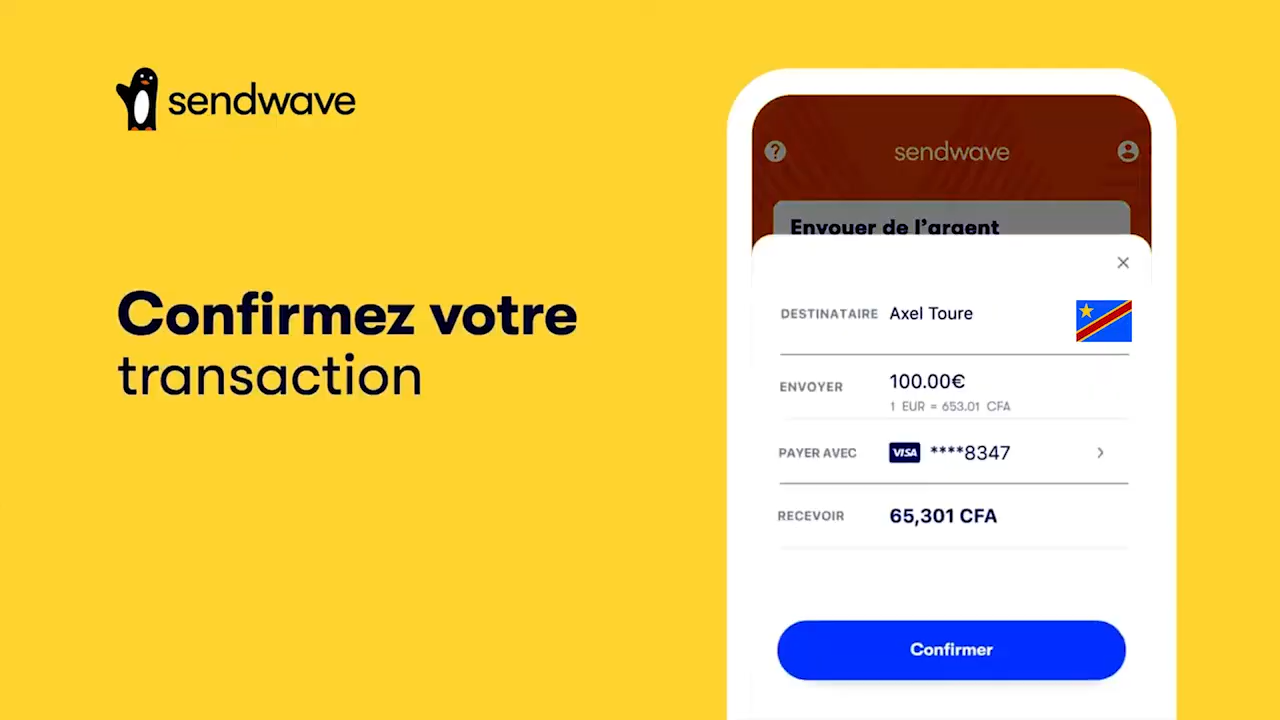 sendwave
Confirmez votre
transaction
?
sendwave
Envoyer de l'argent
DESTINATAIRE Axel Toure
ENVOYER 100.00€
1 EUR = 653.01 CFA
PAYER AVEC VISA ****8347
RECEVOIR 65,301 CFA
Confirmer